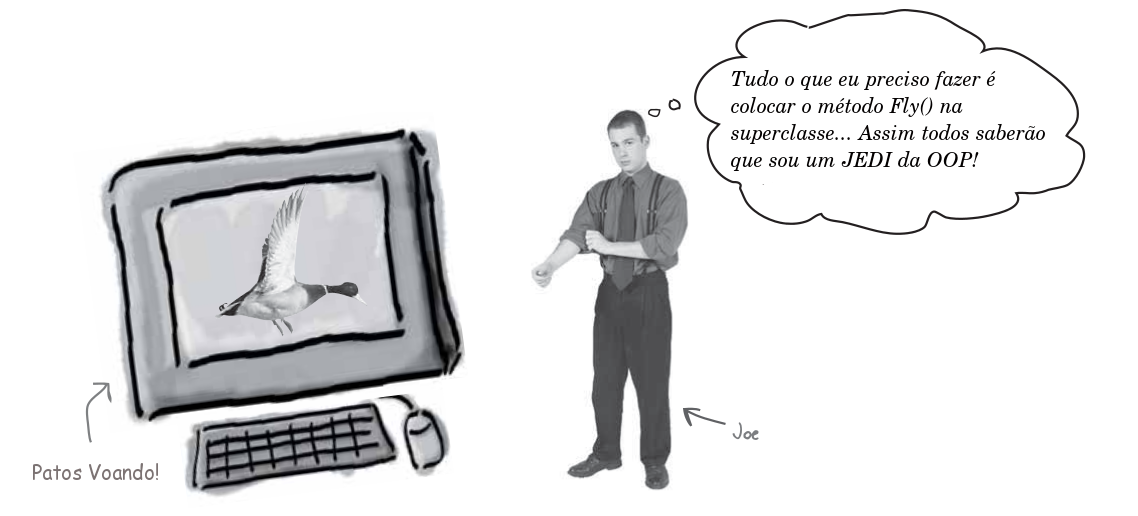 Tudo o que eu preciso fazer é
colocar o método Fly() na
superclasse... Assim todos saberão
que sou um JEDI da OOP!
Joe
Patos Voando!